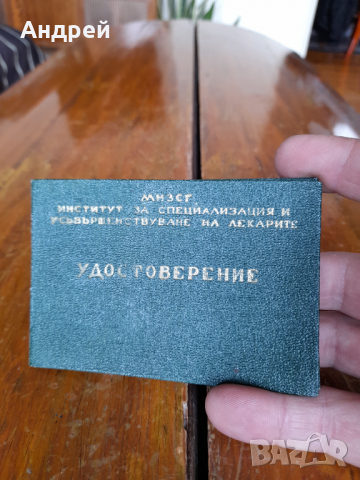 Андрей
МНЗСГ
ИНСТИТУТ ЗА СПЕЦИАЛИЗАЦИЯ И
УСЪВЪРШЕНСТВУВАНЕ НА ЛЕКАРИТЕ
УДОСТОВЕРЕНИЕ
BAZAR